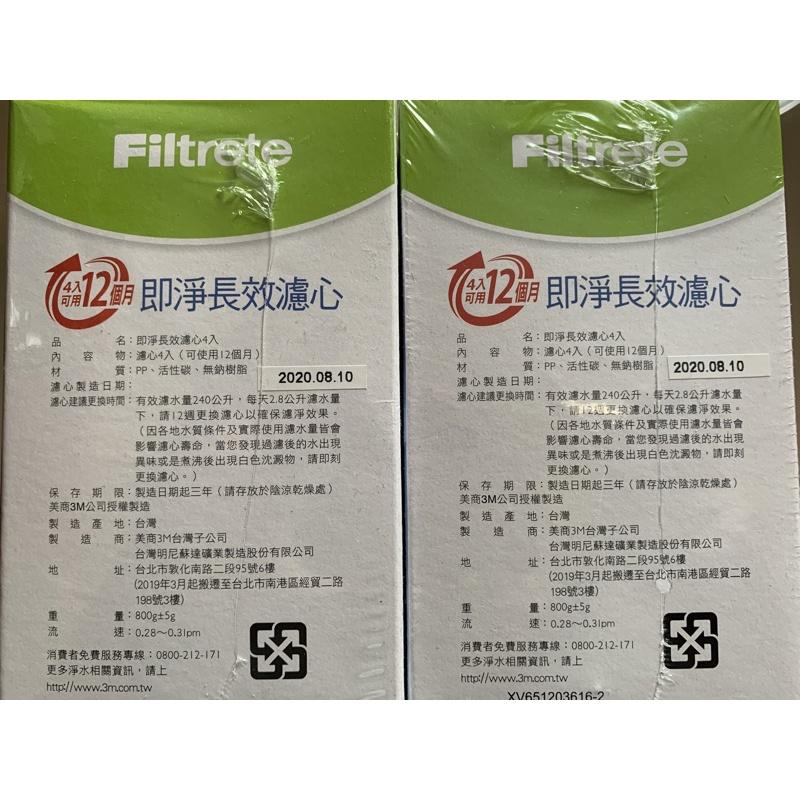 Filtrete
4入
可用12個月
即淨長效濾心
品名：即淨長效濾心4入
內容物：濾心4入（可使用12個月）
材質：PP、活性碳、無鈉樹脂
濾心製造日期：
2020.08.10
濾心建議更換時間：有效濾水量240公升，每天2.8公升濾水量
下，請12週更換濾心以確保濾淨效果。
（因各地水質條件及實際使用濾水量皆會
影響濾心壽命，當您發現過濾後的水出現
異味或是煮沸後出現白色沈澱物，請即刻
更換濾心。）
保存期限：製造日期起三年（請存放於陰涼乾燥處）
美商3M公司授權製造
製造產地：台灣
製造商：美商3M台灣子公司
台灣明尼蘇達礦業製造股份有限公司
地址：台北市敦化南路二段95號6樓
(2019年3月起搬遷至台北市南港區經貿二路
198號3樓)
重量：800g±5g
流速：0.28～0.3lpm
消費者免費服務專線：0800-212-171
更多淨水相關資訊，請上
http://www.3m.com.tw
Filtrete
4入
可用12個月
即淨長效濾心
品名：即淨長效濾心4入
內容物：濾心4入（可使用12個月）
材質：PP、活性碳、無鈉樹脂
濾心製造日期：
2020.08.10
濾心建議更換時間：有效濾水量240公升，每天2.8公升濾水量
下，請12週更換濾心以確保濾淨效果。
（因各地水質條件及實際使用濾水量皆會
影響濾心壽命，當您發現過濾後的水出現
異味或是煮沸後出現白色沈澱物，請即刻
更換濾心。）
保存期限：製造日期起三年（請存放於陰涼乾燥處）
美商3M公司授權製造
製造產地：台灣
製造商：美商3M台灣子公司
台灣明尼蘇達礦業製造股份有限公司
地址：台北市敦化南路二段95號6樓
(2019年3月起搬遷至台北市南港區經貿二路
198號3樓)
重量：800g±5g
流速：0.28～0.3lpm
消費者免費服務專線：0800-212-171
更多淨水相關資訊，請上
http://www.3m.com.tw
XV651203616-2